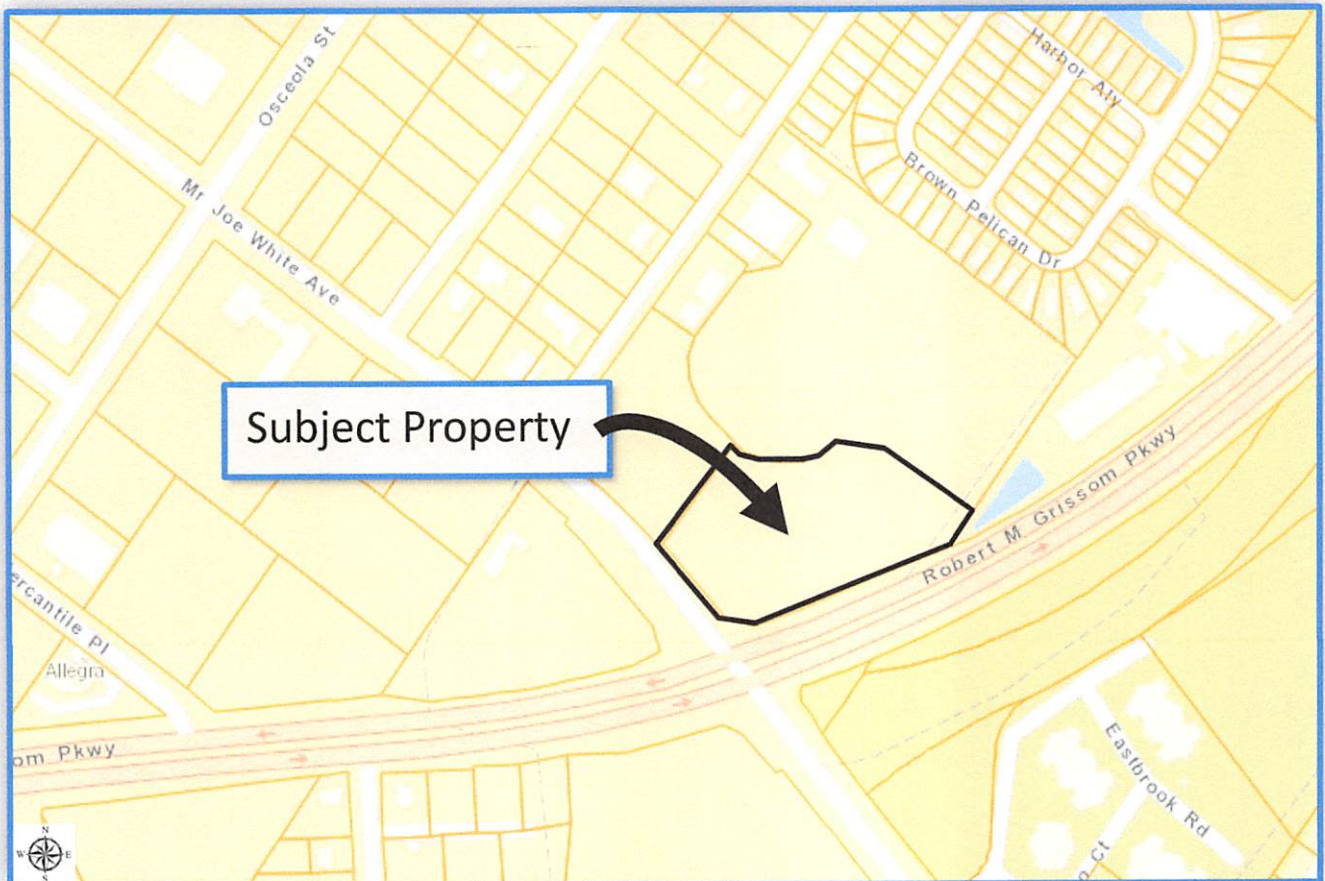 Osceola St
Harbor Aly
Mr Joe White Ave
Brown Pelican Dr
Subject Property
Robert M. Grissom Pkwy
ercantile Pl
Allegra
om Pkwy
Eastbrook Rd
Ct
N
W E
S